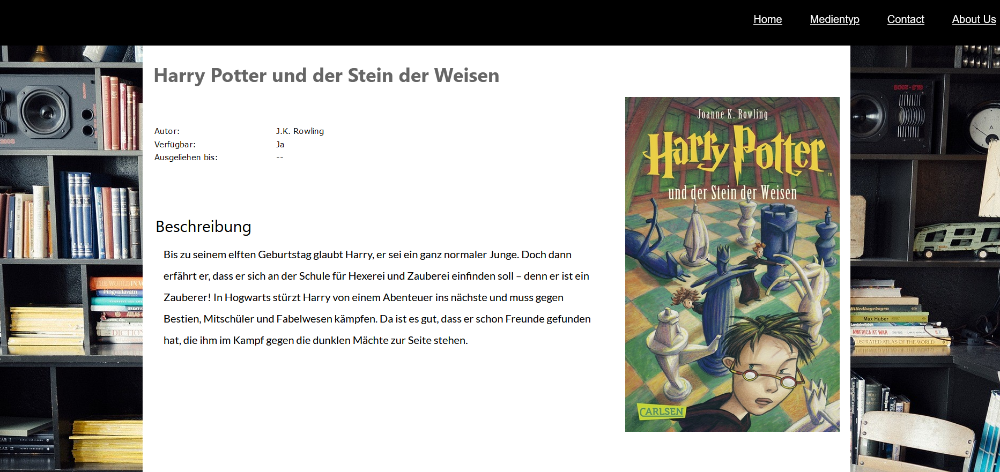 Home Medientyp Contact About Us
Harry Potter und der Stein der Weisen
Autor: J.K. Rowling
Verfügbar: Ja
Ausgeliehen bis: --
Beschreibung
Bis zu seinem elften Geburtstag glaubt Harry, er sei ein ganz normaler Junge. Doch dann
erfährt er, dass er sich an der Schule für Hexerei und Zauberei einfinden soll – denn er ist ein
Zauberer! In Hogwarts stürzt Harry von einem Abenteuer ins nächste und muss gegen
Bestien, Mitschüler und Fabelwesen kämpfen. Da ist es gut, dass er schon Freunde gefunden
hat, die ihm im Kampf gegen die dunklen Mächte zur Seite stehen.
Joanne K. Rowling
Harry Potter
TM
und der Stein der Weisen
CARLSEN
THE WORLD IN
Pingvallavatn
ATLAS
DICTION
Billedkogebogen
Max Huber
AMERICA AT WAR
ILLUSTRATED ATLAS OF THE WORLD